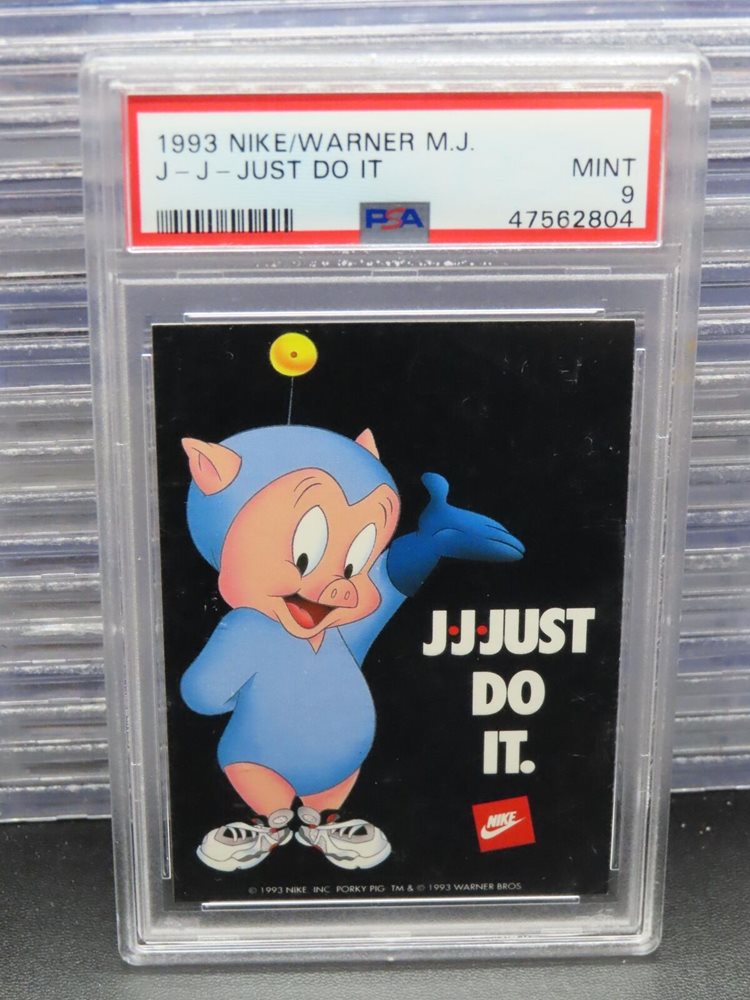 1993 NIKE/WARNER M.J.
J-J-JUST DO IT MINT
9
PSA 47562804
J·J·JUST
DO
IT.
NIKE
© 1993 NIKE INC PORKY PIG TM & © 1993 WARNER BROS